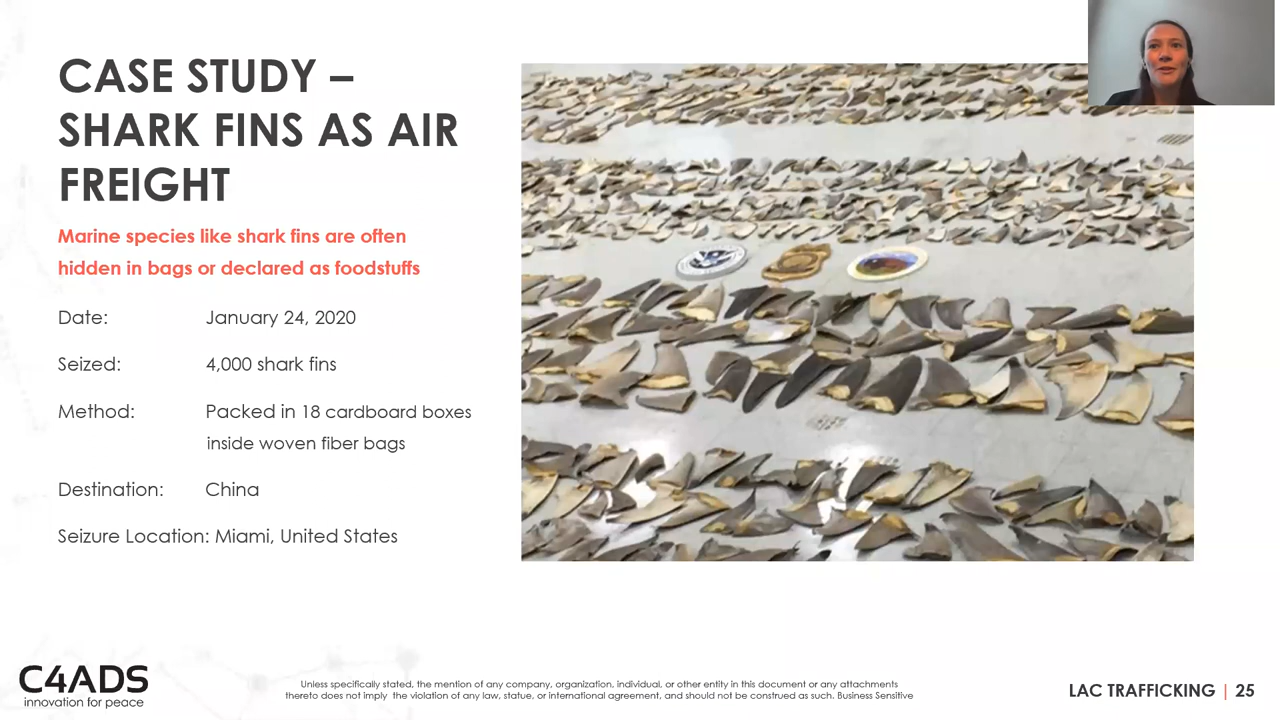 CASE STUDY –
SHARK FINS AS AIR
FREIGHT
Marine species like shark fins are often
hidden in bags or declared as foodstuffs
Date: January 24, 2020
Seized: 4,000 shark fins
Method: Packed in 18 cardboard boxes
inside woven fiber bags
Destination: China
Seizure Location: Miami, United States
C4ADS
innovation for peace
Unless specifically stated, the mention of any company, organization, individual, or other entity in this document or any attachments
thereto does not imply the violation of any law, statue, or international agreement, and should not be construed as such. Business Sensitive
LAC TRAFFICKING | 25